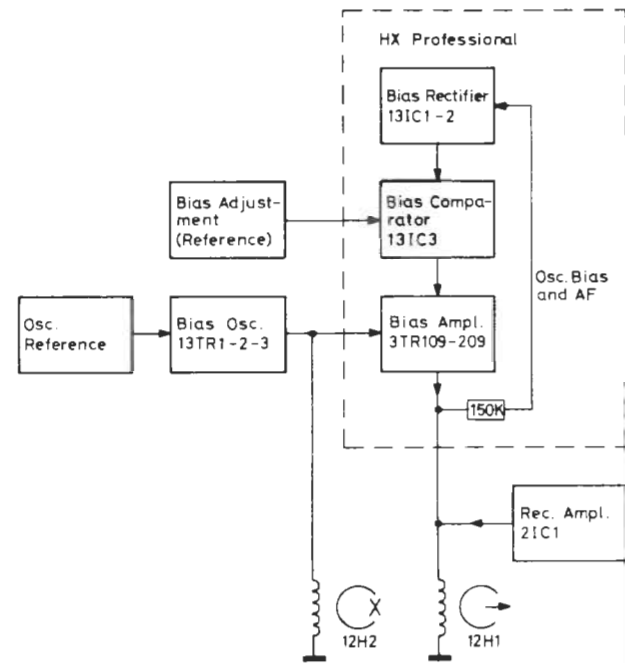 HX Professional
Bias Rectifier
13IC1-2
Bias Adjust-
ment
(Reference)
Bias Compa-
rator
13IC3
Osc. Bias
and AF
Osc.
Reference
Bias Osc.
13TR1-2-3
Bias Ampl.
3TR109-209
150K
Rec. Ampl.
2IC1
12H2
12H1